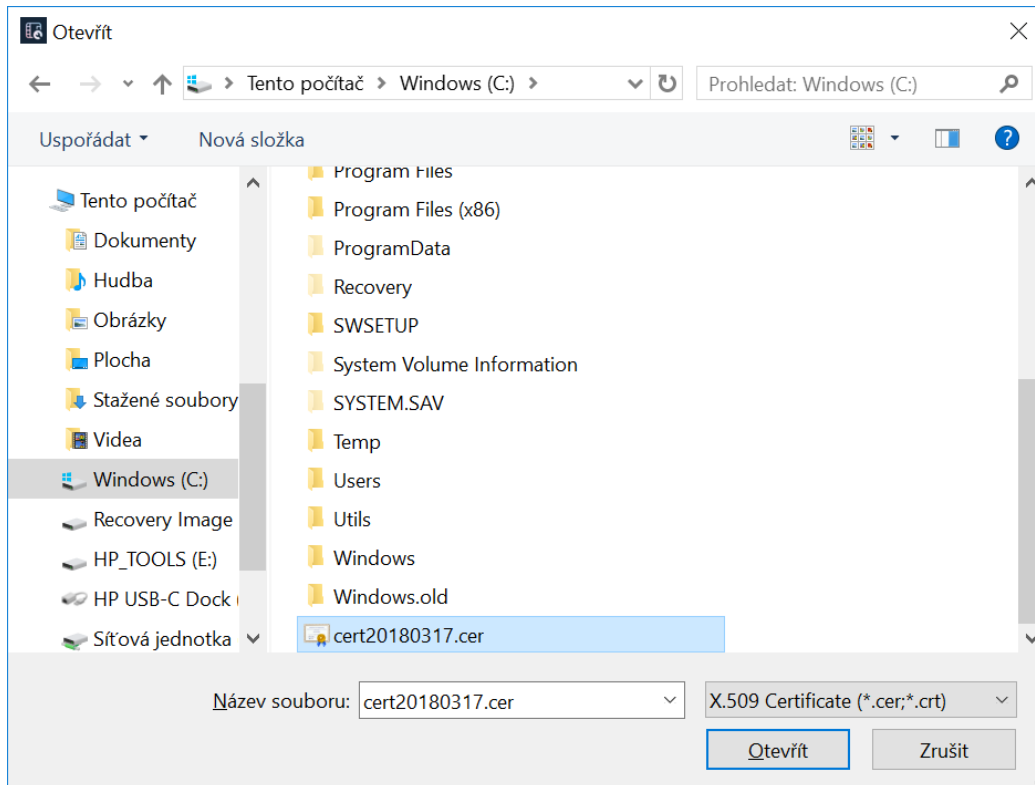 Otevřít
Tento počítač > Windows (C:) >
Prohledat: Windows (C:)
Uspořádat
Nová složka
Tento počítač
Dokumenty
Hudba
Obrázky
Plocha
Stažené soubory
Videa
Windows (C:)
Recovery Image
HP_TOOLS (E:)
HP USB-C Dock (
Síťová jednotka
Program Files
Program Files (x86)
ProgramData
Recovery
SWSETUP
System Volume Information
SYSTEM.SAV
Temp
Users
Utils
Windows
Windows.old
cert20180317.cer
Název souboru: cert20180317.cer
X.509 Certificate (*.cer;*.crt)
Otevřít
Zrušit